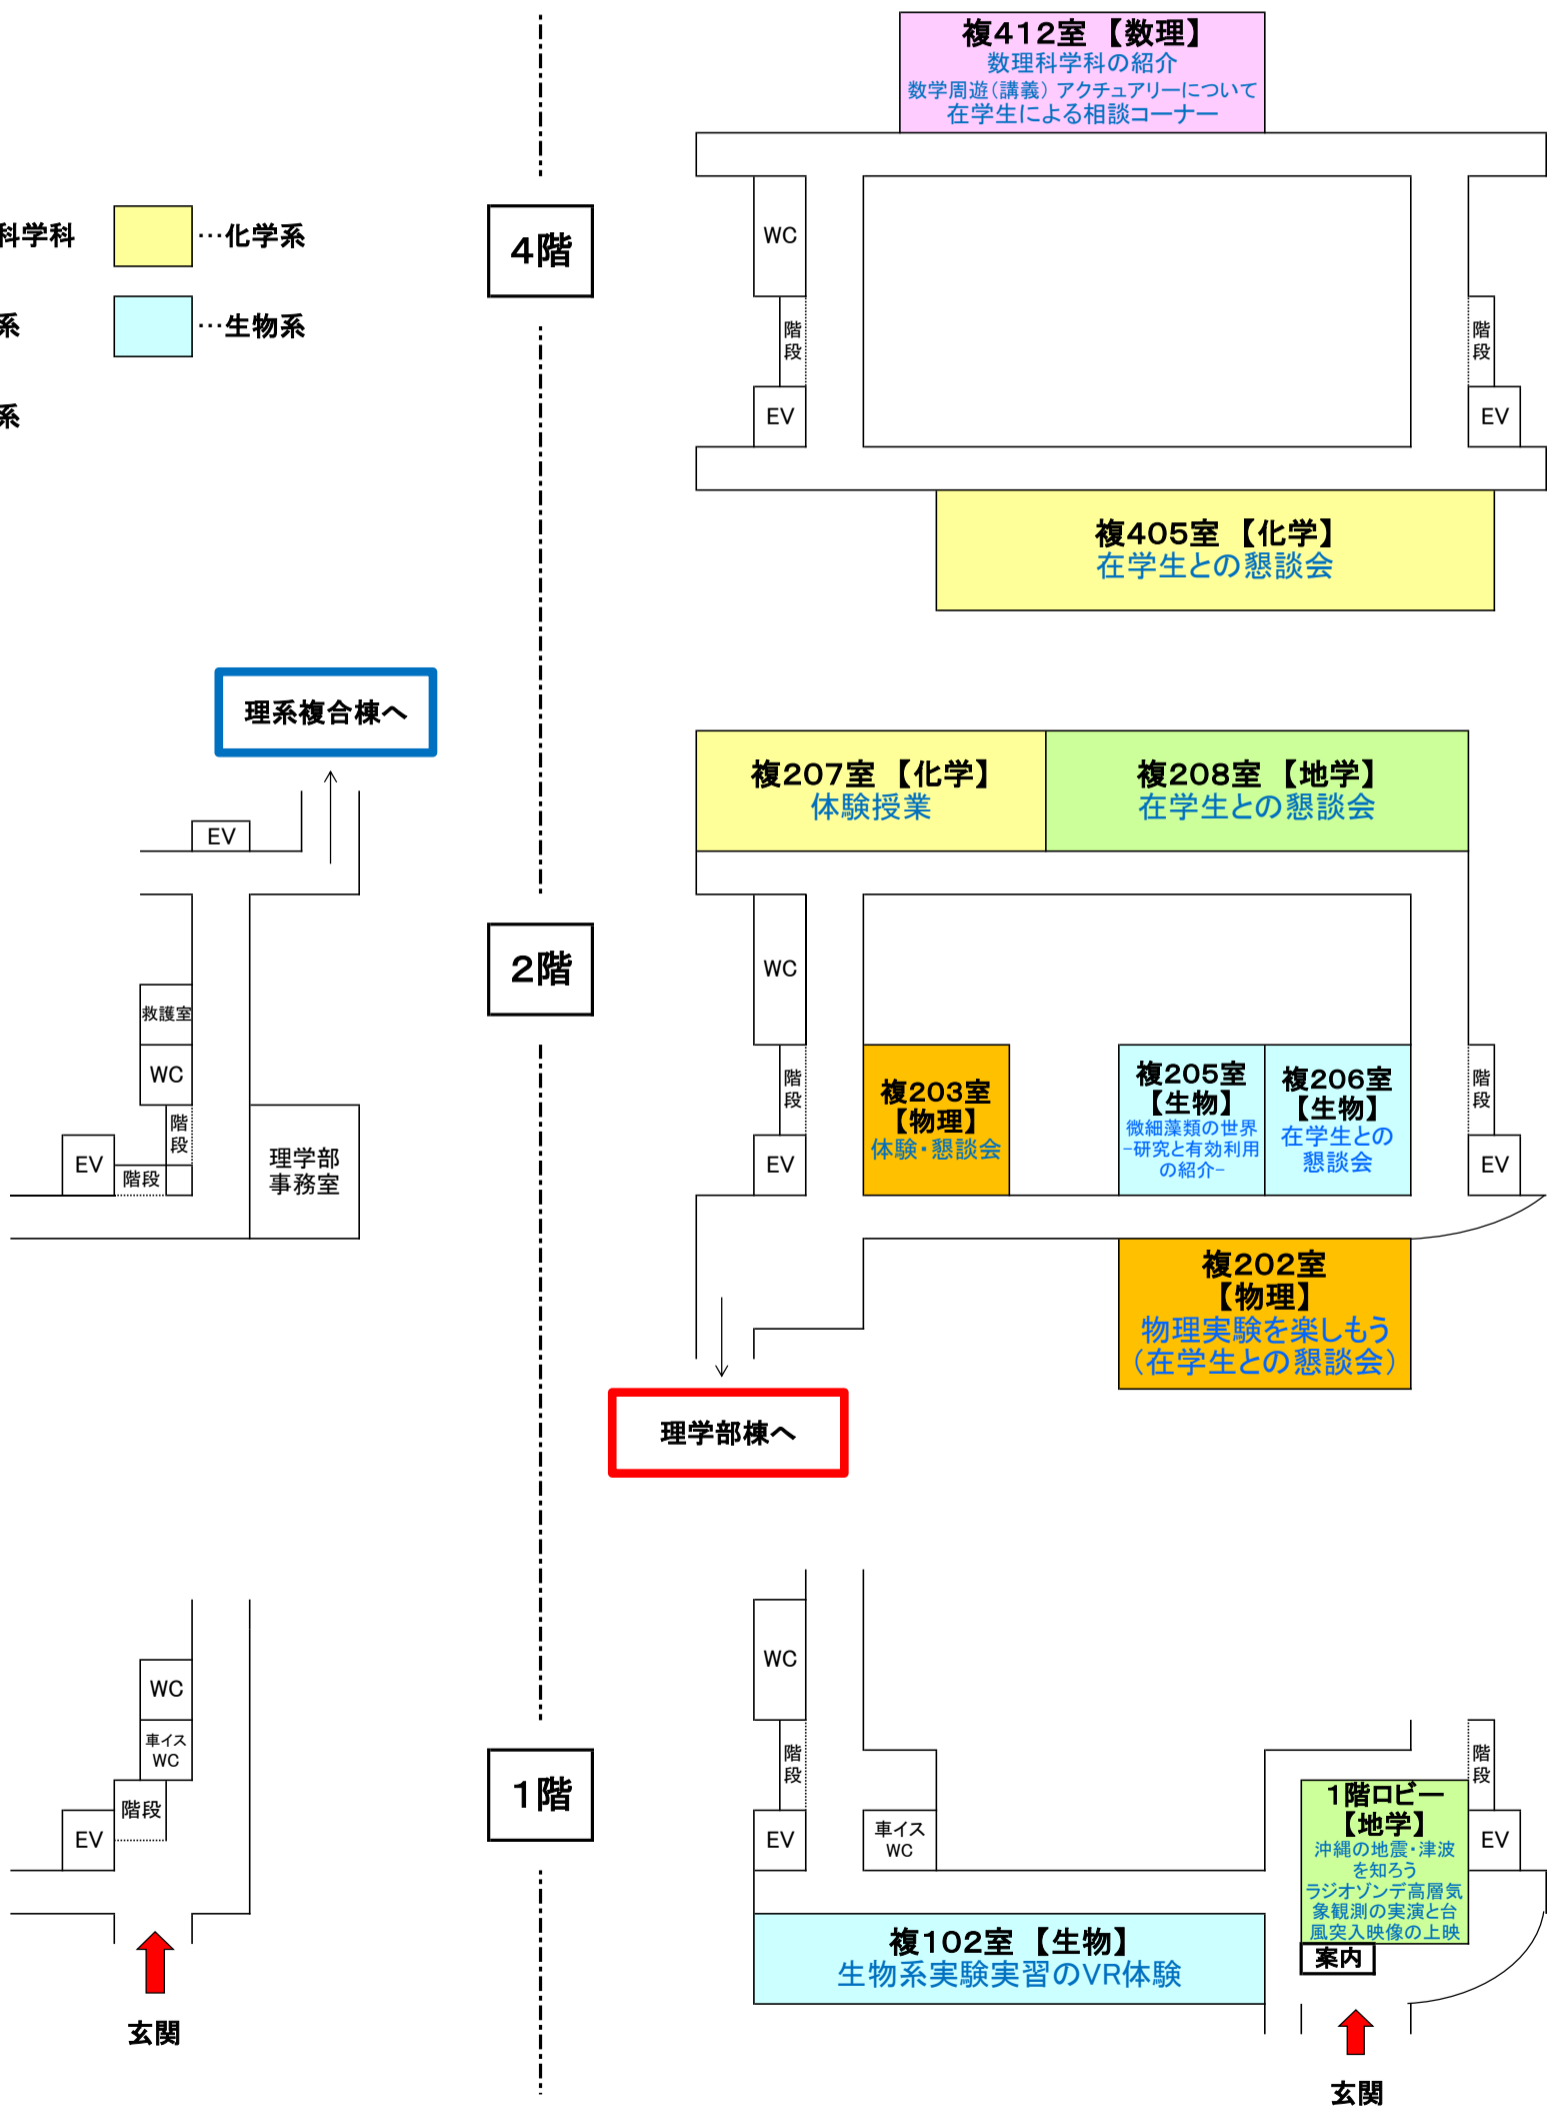 複412室 【数理】
数理科学科の紹介
数学周遊(講義) アクチュアリーについて
在学生による相談コーナー
科学科
…化学系
系
…生物系
系
4階
WC
階段
EV
階段
EV
複405室 【化学】
在学生との懇談会
理系複合棟へ
EV
救護室
WC
階段
EV
階段
理学部
事務室
2階
複207室 【化学】
体験授業
複208室 【地学】
在学生との懇談会
WC
階段
EV
複203室
【物理】
体験・懇談会
複205室
【生物】
微細藻類の世界
-研究と有効利用
の紹介-
複206室
【生物】
在学生との
懇談会
階段
EV
複202室
【物理】
物理実験を楽しもう
(在学生との懇談会)
理学部棟へ
WC
車イス
WC
階段
EV
玄関
1階
WC
階段
EV
車イス
WC
1階ロビー
【地学】
沖縄の地震・津波
を知ろう
ラジオゾンデ高層気
象観測の実演と台
風突入映像の上映
階段
EV
案内
複102室 【生物】
生物系実験実習のVR体験
玄関